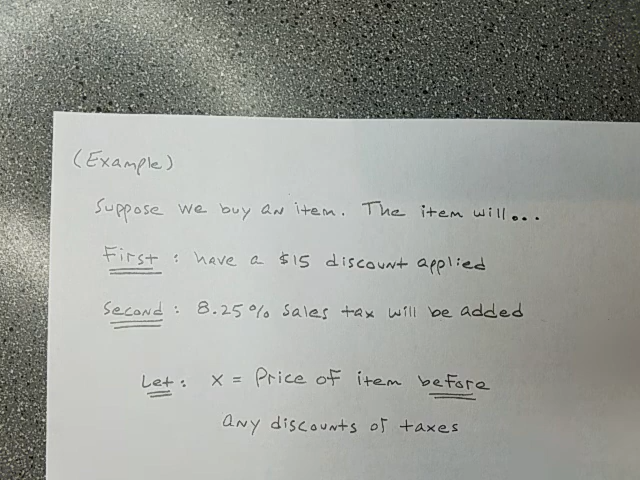 (Example)
Suppose we buy an item. The item will...
First : have a $15 discount applied
Second : 8.25% sales tax will be added
Let : x = Price of item before
any discounts or taxes